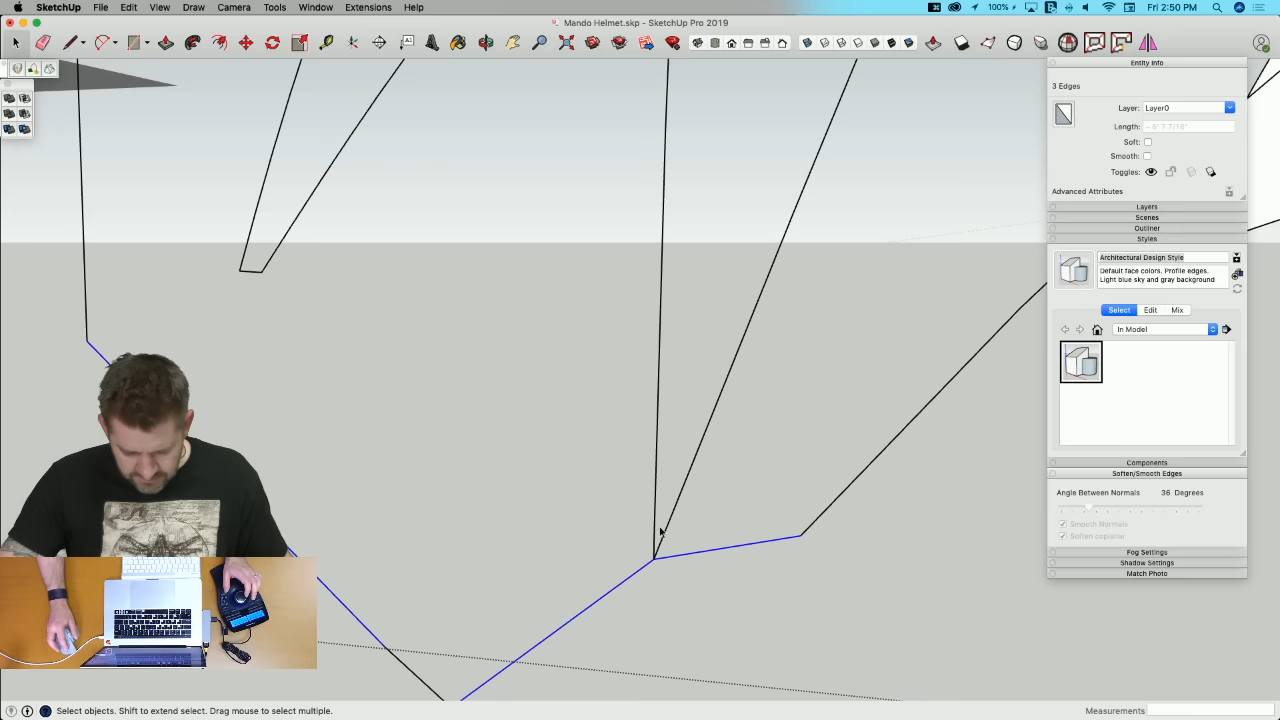 SketchUp File Edit View Draw Camera Tools Window Extensions Help
100% Fri 2:50 PM
Mando Helmet.skp - SketchUp Pro 2019
Entity Info
3 Edges
Layer: Layer0
Length: ~ 6' 7 7/16"
Soft:
Smooth:
Toggles:
Advanced Attributes
Layers
Scenes
Outliner
Styles
Architectural Design Style
Default face colors. Profile edges.
Light blue sky and gray background
Select Edit Mix
In Model
Components
Soften/Smooth Edges
Angle Between Normals 36 Degrees
Smooth Normals
Soften coplanar
Fog Settings
Shadow Settings
Match Photo
Select objects. Shift to extend select. Drag mouse to select multiple.
Measurements